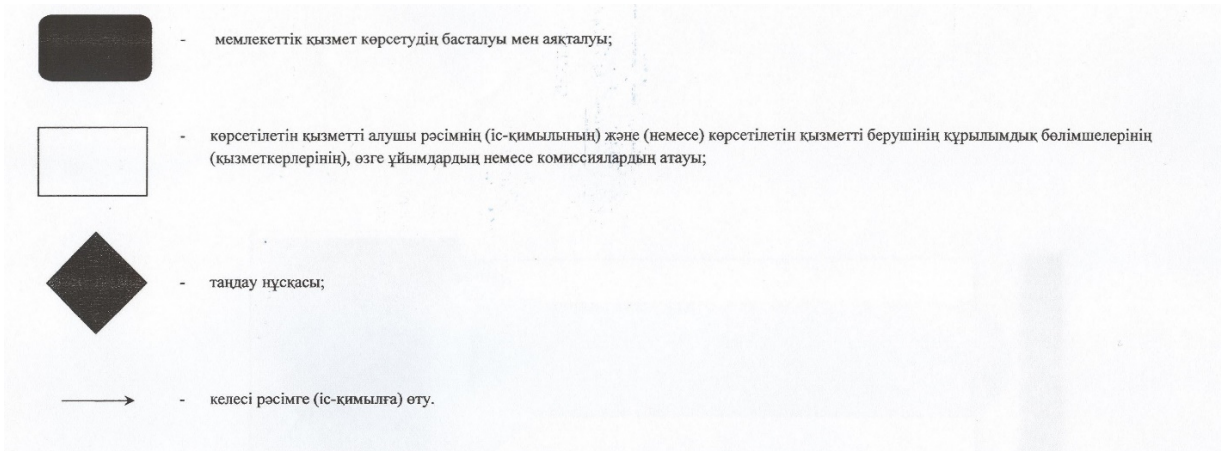 - мемлекеттік қызмет көрсетудің басталуы мен аяқталуы;
- көрсетілетін қызметті алушы рәсімнің (іс-қимылының) және (немесе) көрсетілетін қызметті берушінің құрылымдық бөлімшелерінің
(қызметкерлерінің), өзге ұйымдардың немесе комиссиялардың атауы;
- таңдау нұсқасы;
- келесі рәсімге (іс-қимылға) өту.